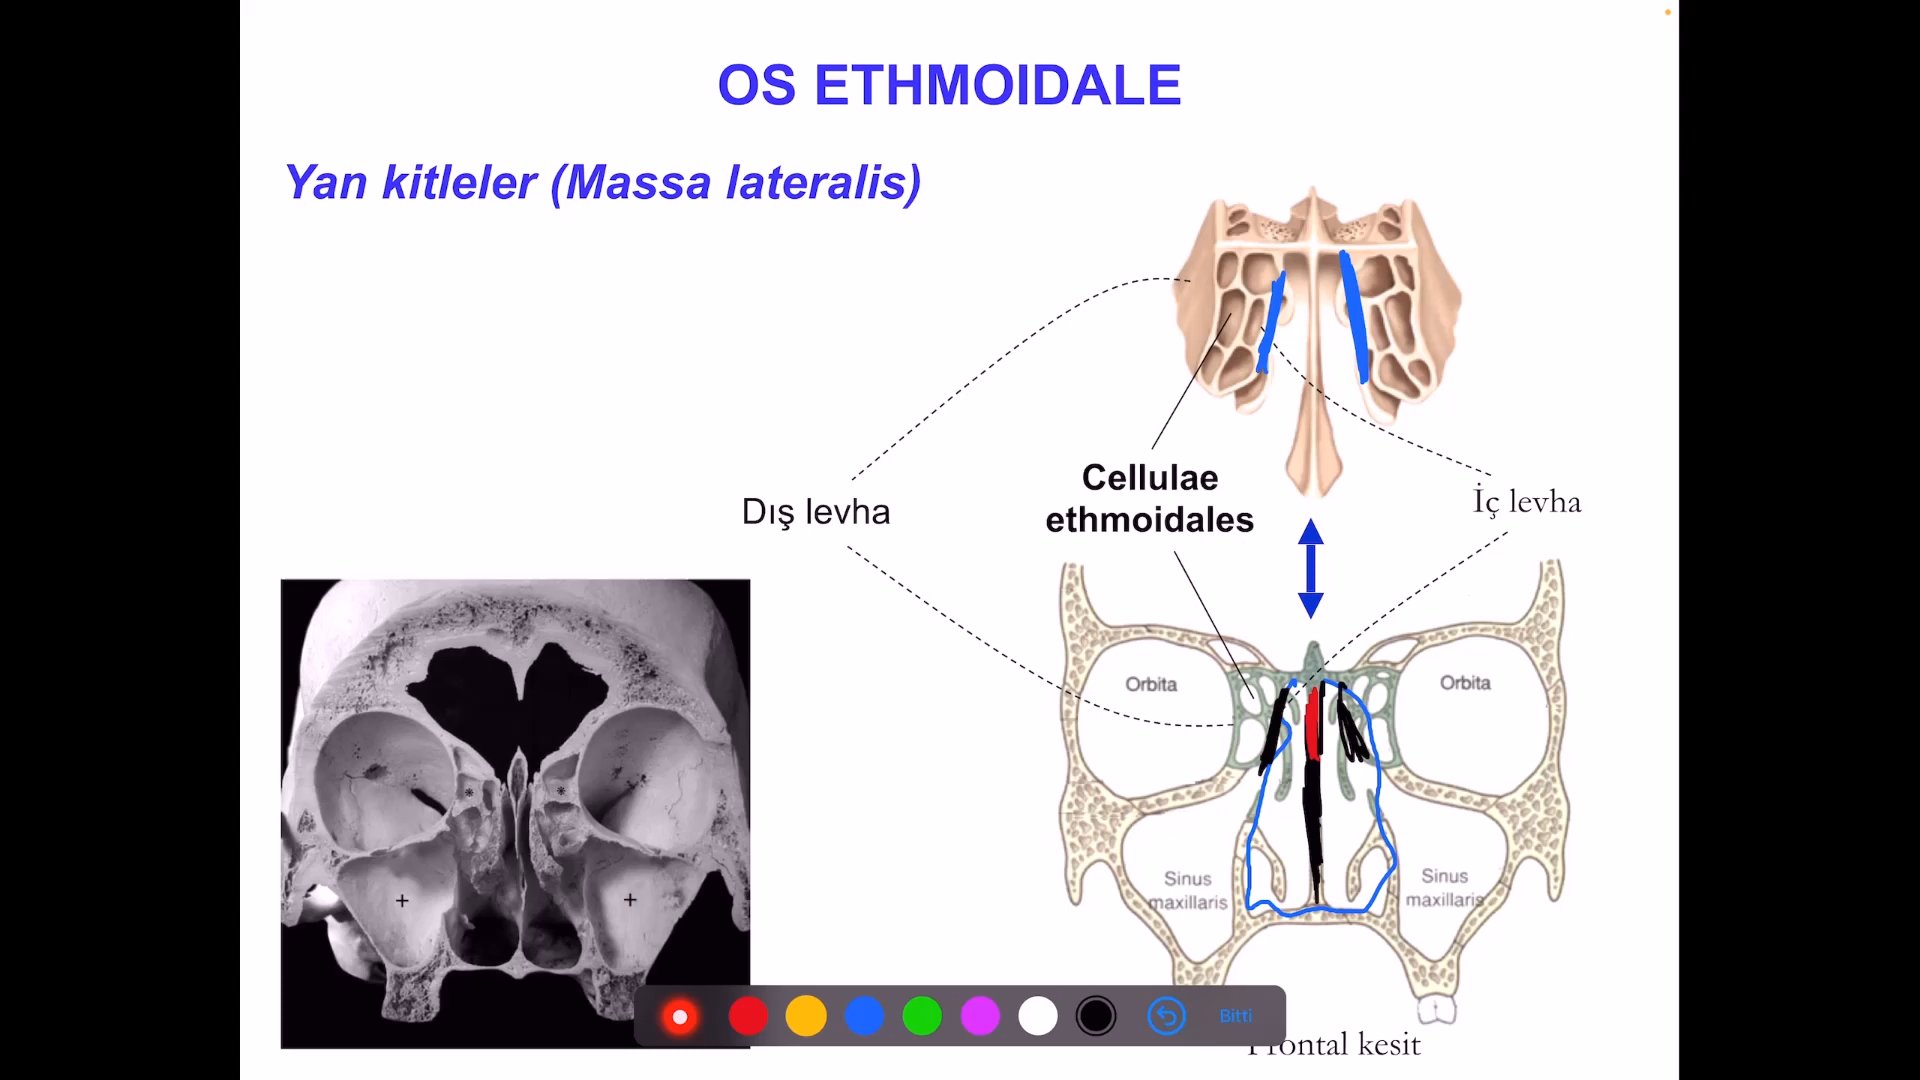 OS ETHMOIDALE
Yan kitleler (Massa lateralis)
Cellulae
ethmoidales
Dış levha
İç levha
Orbita
Orbita
Sinus
maxillaris
Sinus
maxillaris
Bitti
Frontal kesit